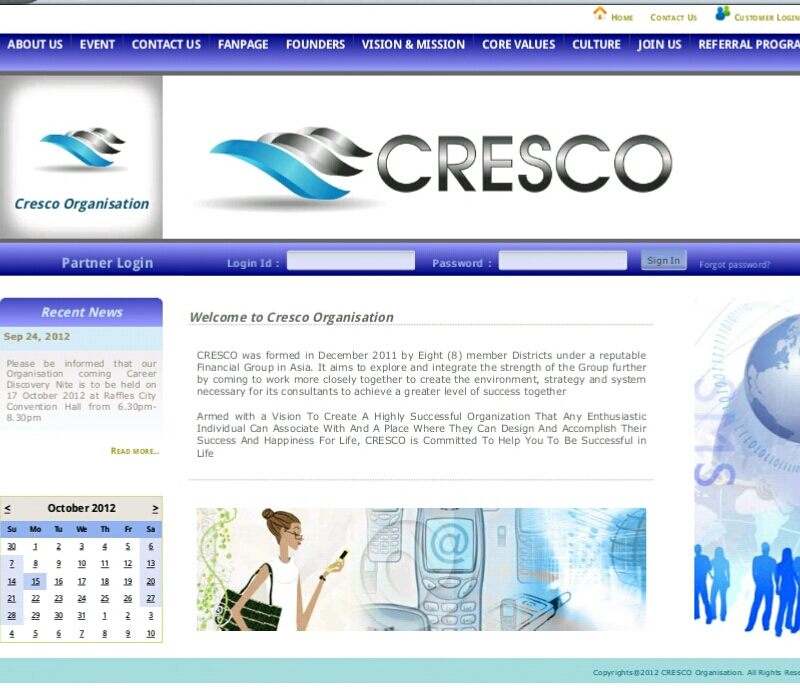 Home Contact Us Customer Login
ABOUT US EVENT CONTACT US FANPAGE FOUNDERS VISION & MISSION CORE VALUES CULTURE JOIN US REFERRAL PROGRA
Cresco Organisation
CRESCO
Partner Login Login Id : Password : Sign In Forgot password?
Recent News
Sep 24, 2012
Please be informed that our
Organisation coming Career
Discovery Nite is to be held on
17 October 2012 at Raffles City
Convention Hall from 6.30pm-
8.30pm
Read more..
< October 2012 >
Su Mo Tu We Th Fr Sa
30 1 2 3 4 5 6
7 8 9 10 11 12 13
14 15 16 17 18 19 20
21 22 23 24 25 26 27
28 29 30 31 1 2 3
4 5 6 7 8 9 10
Welcome to Cresco Organisation
CRESCO was formed in December 2011 by Eight (8) member Districts under a reputable
Financial Group in Asia. It aims to explore and integrate the strength of the Group further
by coming to work more closely together to create the environment, strategy and system
necessary for its consultants to achieve a greater level of success together
Armed with a Vision To Create A Highly Successful Organization That Any Enthusiastic
Individual Can Associate With And A Place Where They Can Design And Accomplish Their
Success And Happiness For Life, CRESCO is Committed To Help You To Be Successful in
Life
@
SMS
Copyrights@2012 CRESCO Organisation. All Rights Rese